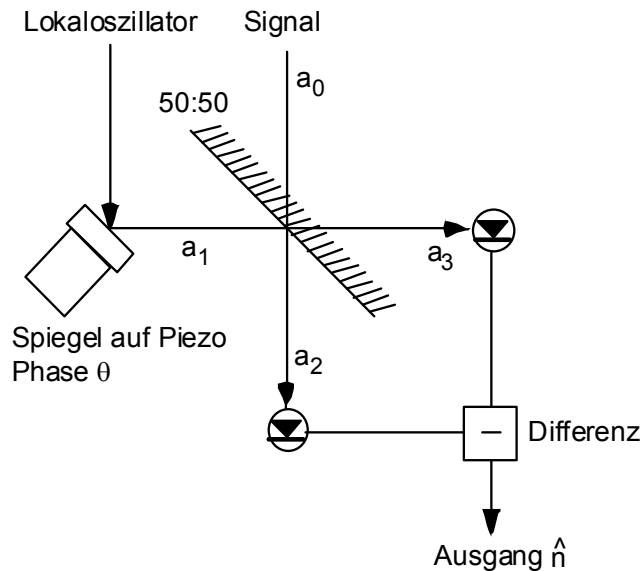 Lokaloszillator
Signal
a0
50:50
a1
a3
Spiegel auf Piezo
Phase θ
a2
−
Differenz
Ausgang n̂